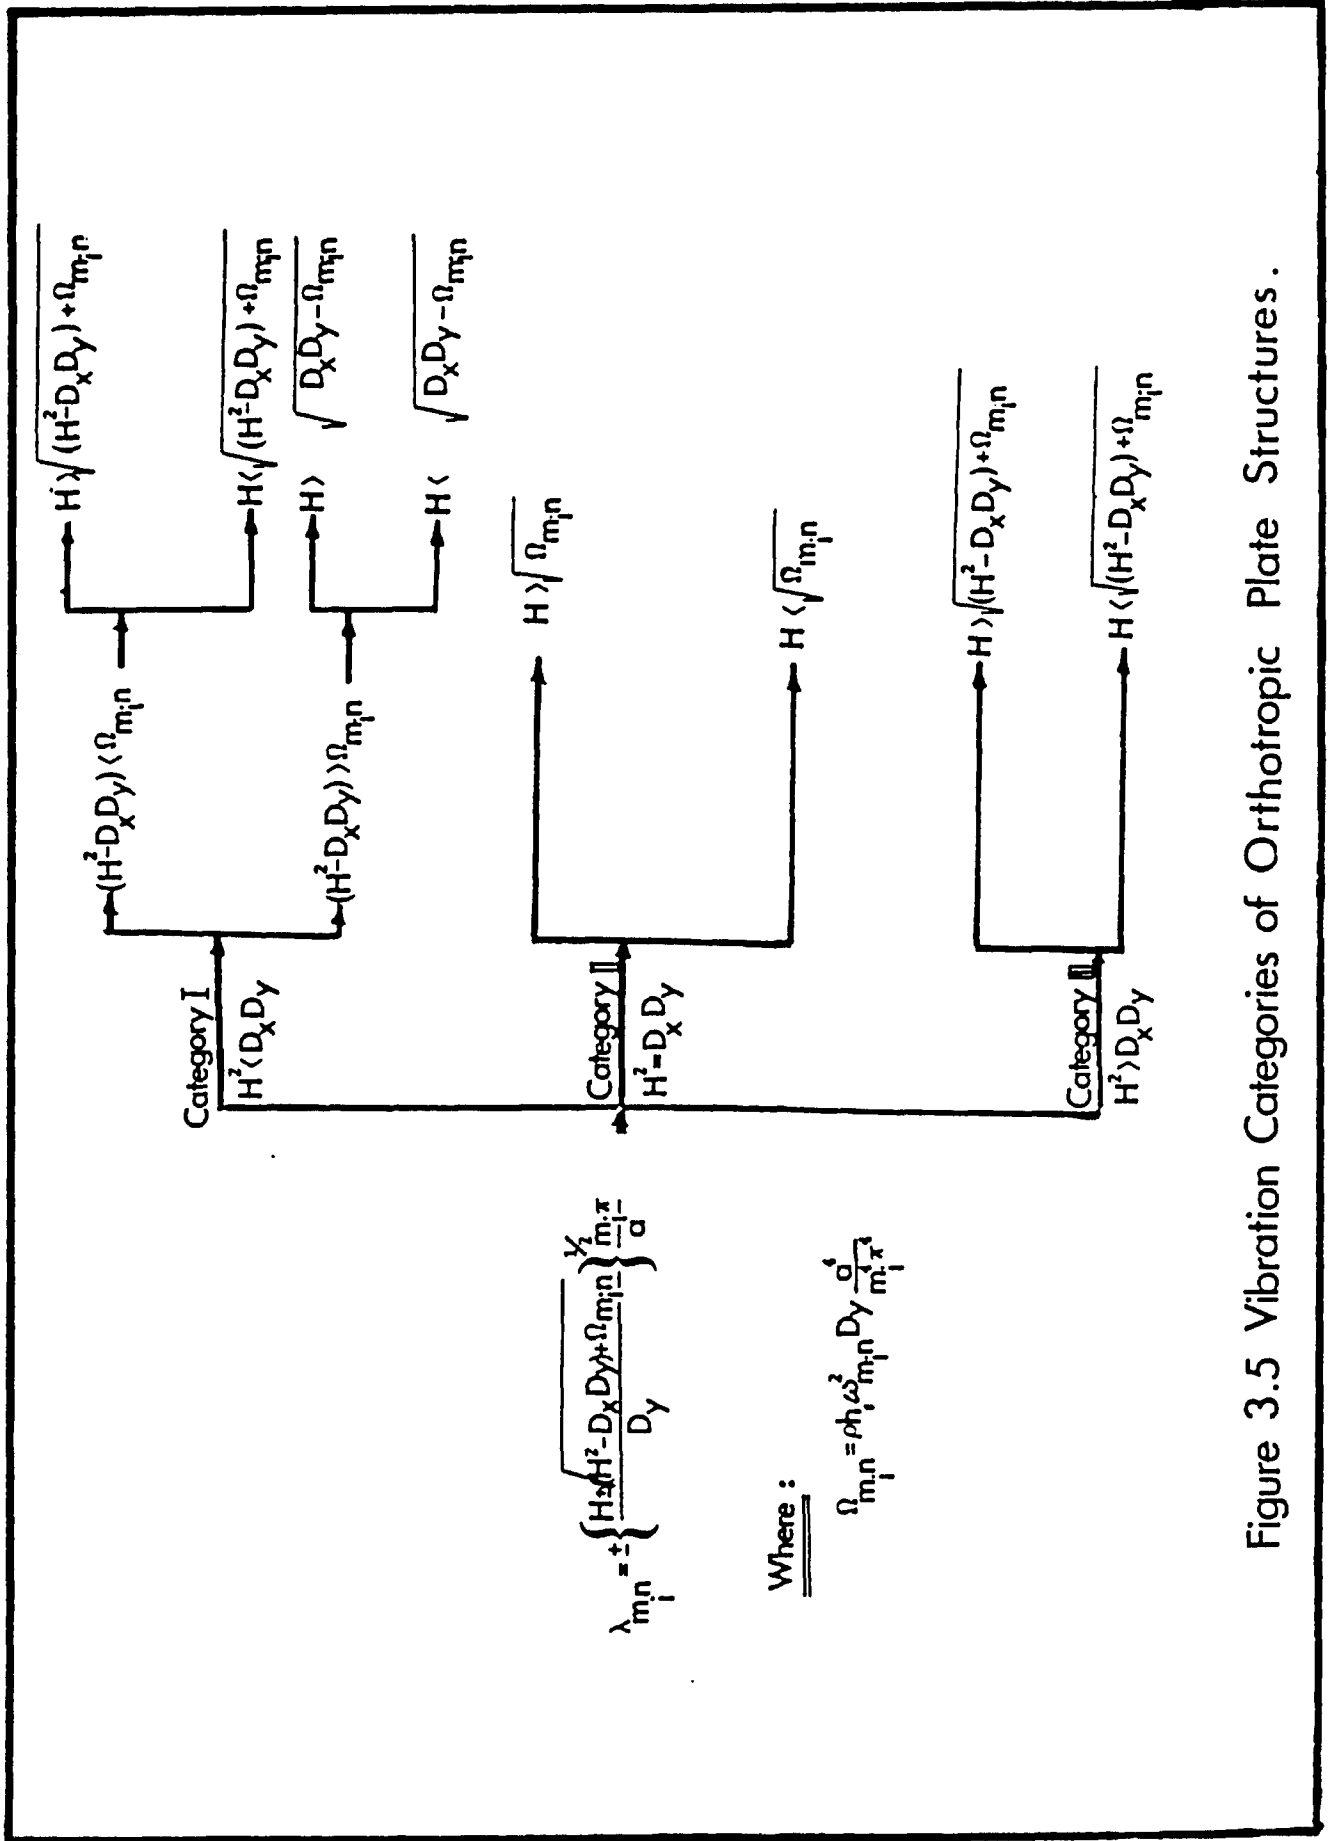 λ_{m_i n} = ± { (H ± √((H² - D_x D_y) + Ω_{m_i n})) / D_y }^{1/2} m_i π / a
Where :
Ω_{m_i n} = ρh_i ω²_{m_i n} D_y a⁴ / m_i⁴ π⁴
Category I
H² < D_x D_y
(H² - D_x D_y) < Ω_{m_i n}
H > √((H² - D_x D_y) + Ω_{m_i n})
H < √((H² - D_x D_y) + Ω_{m_i n})
(H² - D_x D_y) > Ω_{m_i n}
H > √(D_x D_y - Ω_{m_i n})
H < √(D_x D_y - Ω_{m_i n})
Category II
H² = D_x D_y
H > √Ω_{m_i n}
H < √Ω_{m_i n}
Category III
H² > D_x D_y
H > √((H² - D_x D_y) + Ω_{m_i n})
H < √((H² - D_x D_y) + Ω_{m_i n})
Figure 3.5 Vibration Categories of Orthotropic Plate Structures.